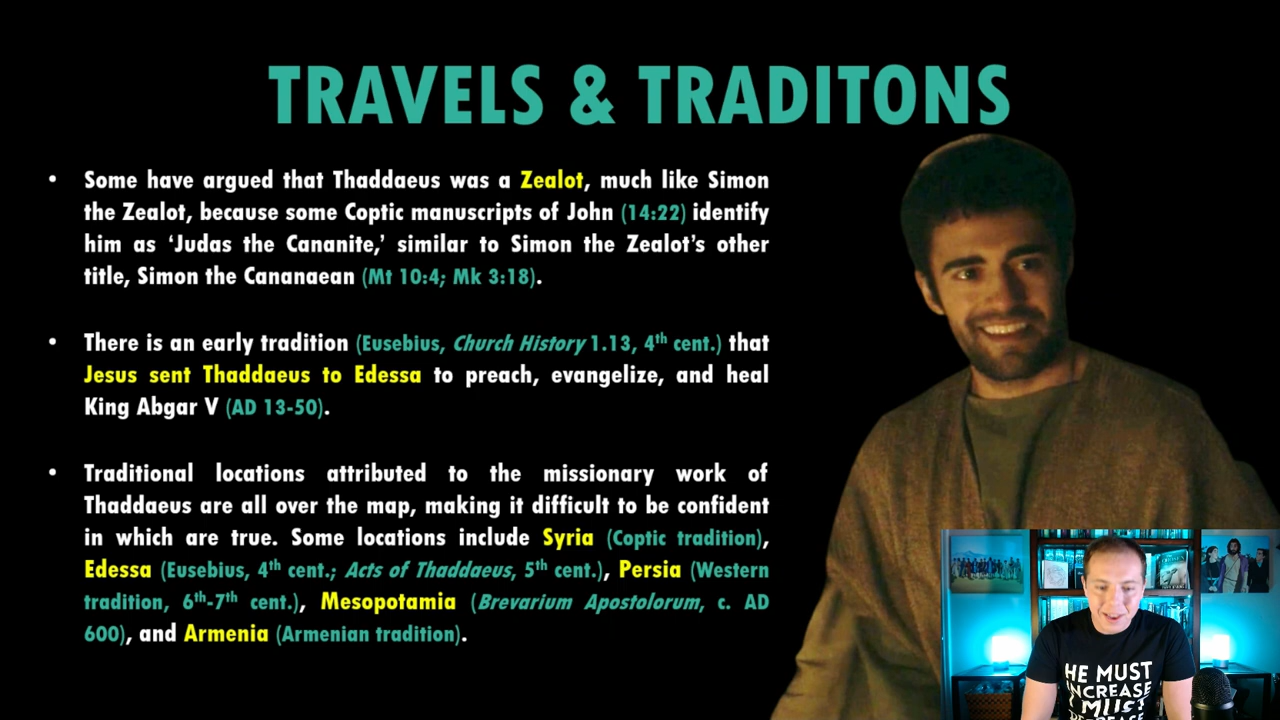 TRAVELS & TRADITONS
• Some have argued that Thaddaeus was a Zealot, much like Simon
the Zealot, because some Coptic manuscripts of John (14:22) identify
him as ‘Judas the Cananite,’ similar to Simon the Zealot’s other
title, Simon the Cananaean (Mt 10:4; Mk 3:18).
• There is an early tradition (Eusebius, Church History 1.13, 4th cent.) that
Jesus sent Thaddaeus to Edessa to preach, evangelize, and heal
King Abgar V (AD 13-50).
• Traditional locations attributed to the missionary work of
Thaddaeus are all over the map, making it difficult to be confident
in which are true. Some locations include Syria (Coptic tradition),
Edessa (Eusebius, 4th cent.; Acts of Thaddaeus, 5th cent.), Persia (Western
tradition, 6th-7th cent.), Mesopotamia (Brevarium Apostolorum, c. AD
600), and Armenia (Armenian tradition).
HE MUST
INCREASE
I MUST
DECREASE